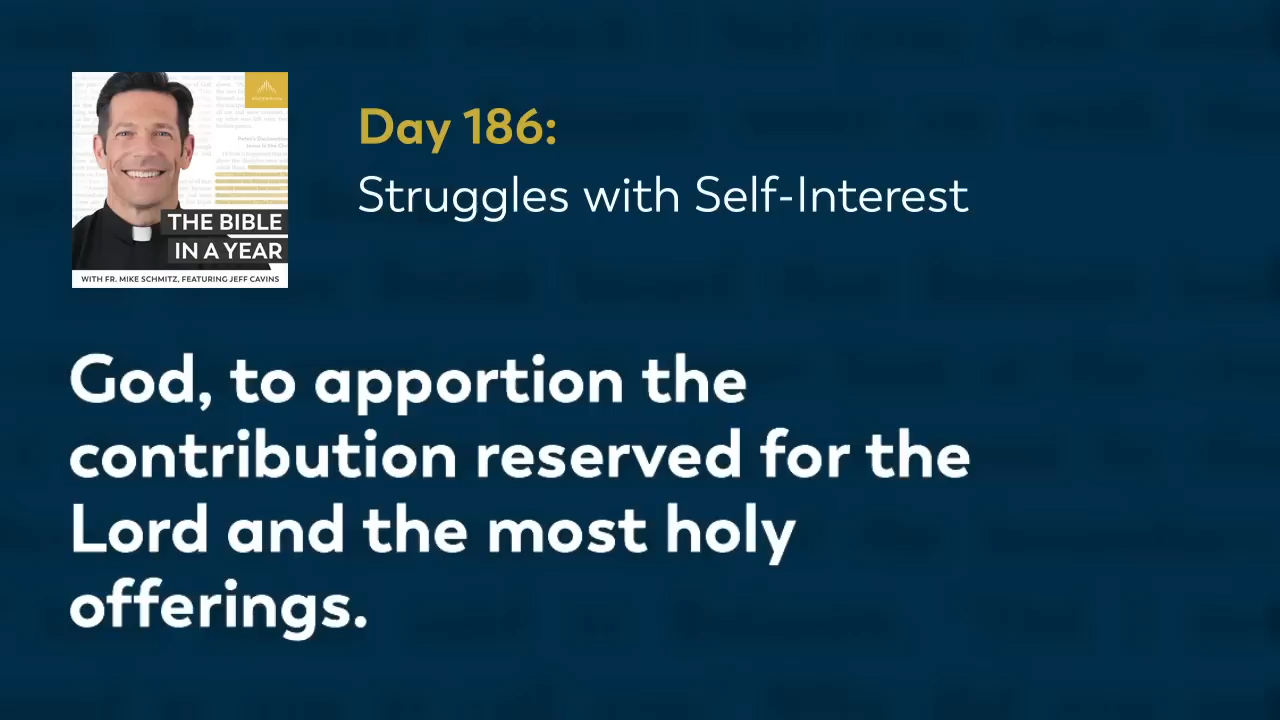 Day 186:
Struggles with Self-Interest
THE BIBLE
IN A YEAR
WITH FR. MIKE SCHMITZ, FEATURING JEFF CAVINS
God, to apportion the
contribution reserved for the
Lord and the most holy
offerings.